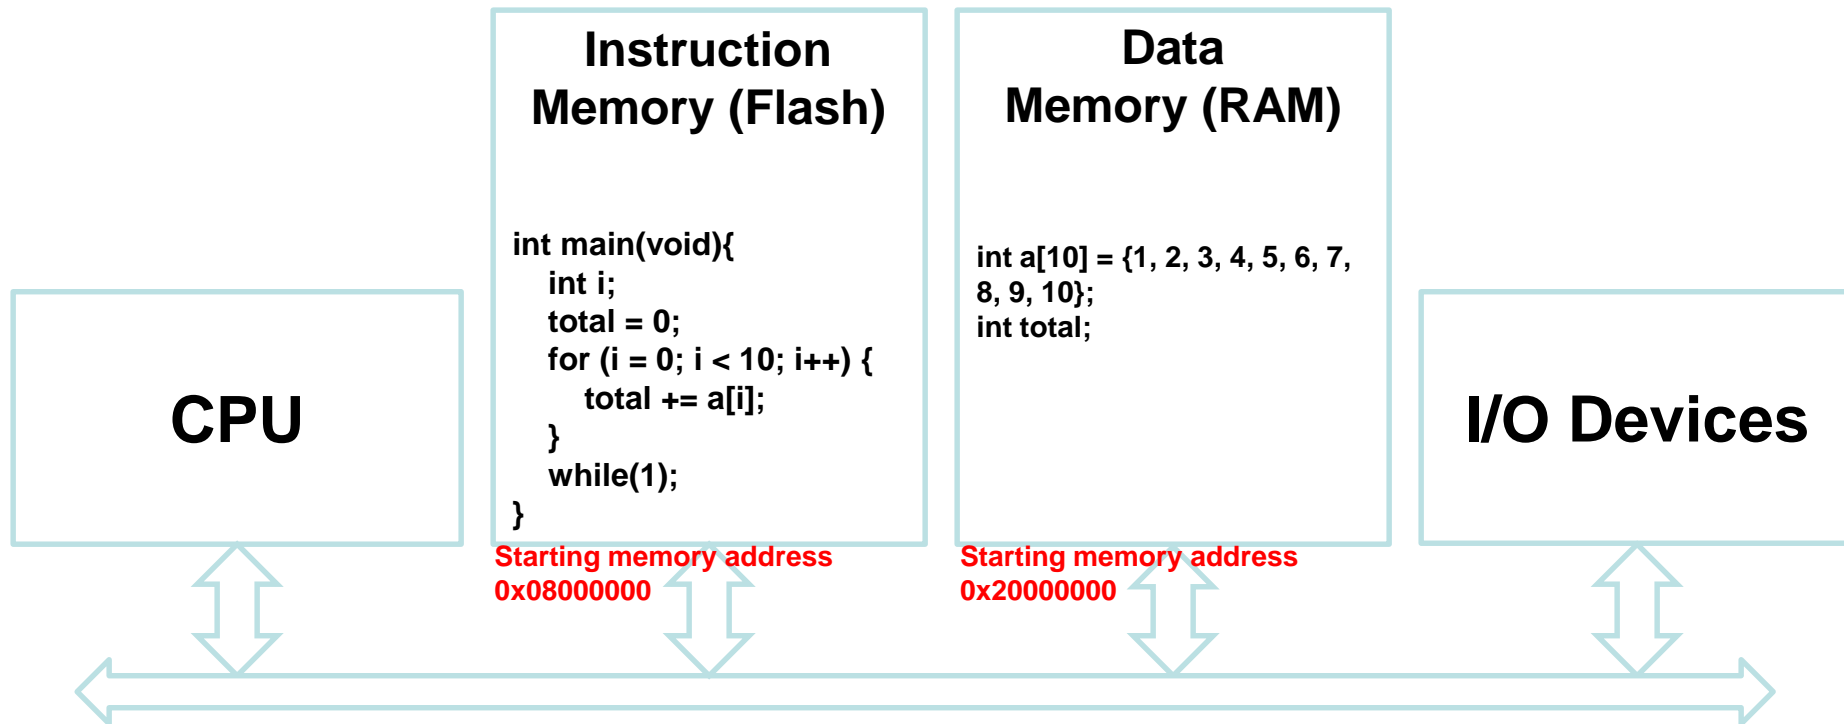 Instruction
Memory (Flash)
int main(void){
int i;
total = 0;
for (i = 0; i < 10; i++) {
total += a[i];
}
while(1);
}
Starting memory address
0x08000000
Data
Memory (RAM)
int a[10] = {1, 2, 3, 4, 5, 6, 7,
8, 9, 10};
int total;
Starting memory address
0x20000000
CPU
I/O Devices